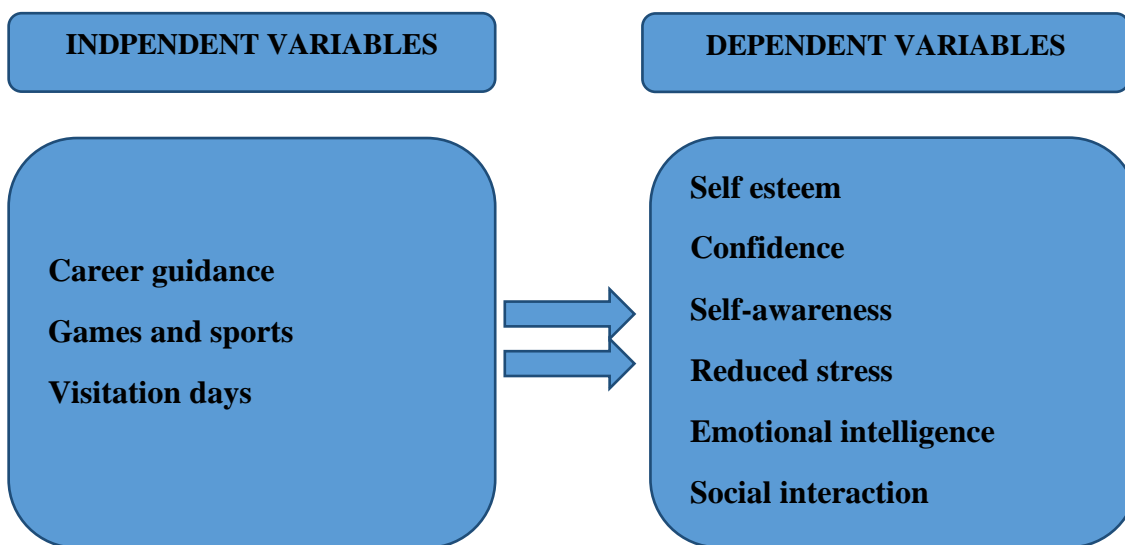 INDPENDENT VARIABLES
DEPENDENT VARIABLES
Career guidance
Games and sports
Visitation days
Self esteem
Confidence
Self-awareness
Reduced stress
Emotional intelligence
Social interaction